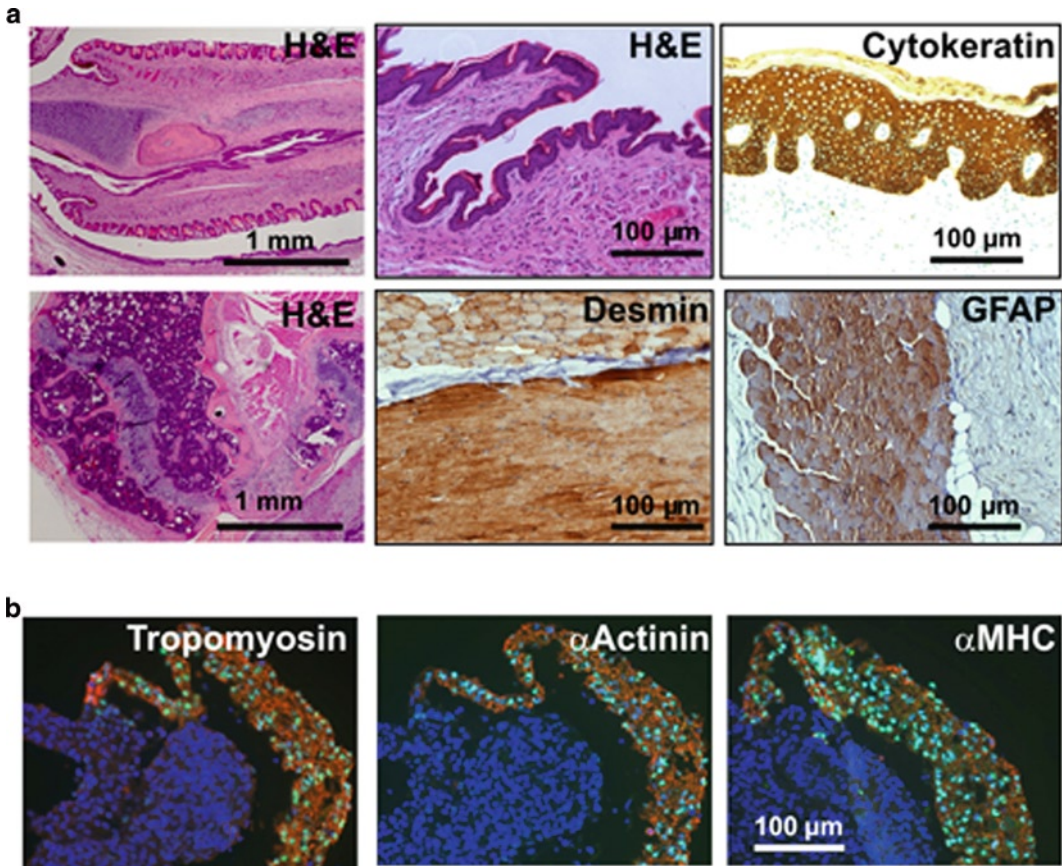 a
H&E
H&E
Cytokeratin
1 mm
100 µm
100 µm
H&E
Desmin
GFAP
1 mm
100 µm
100 µm
b
Tropomyosin
αActinin
αMHC
100 µm